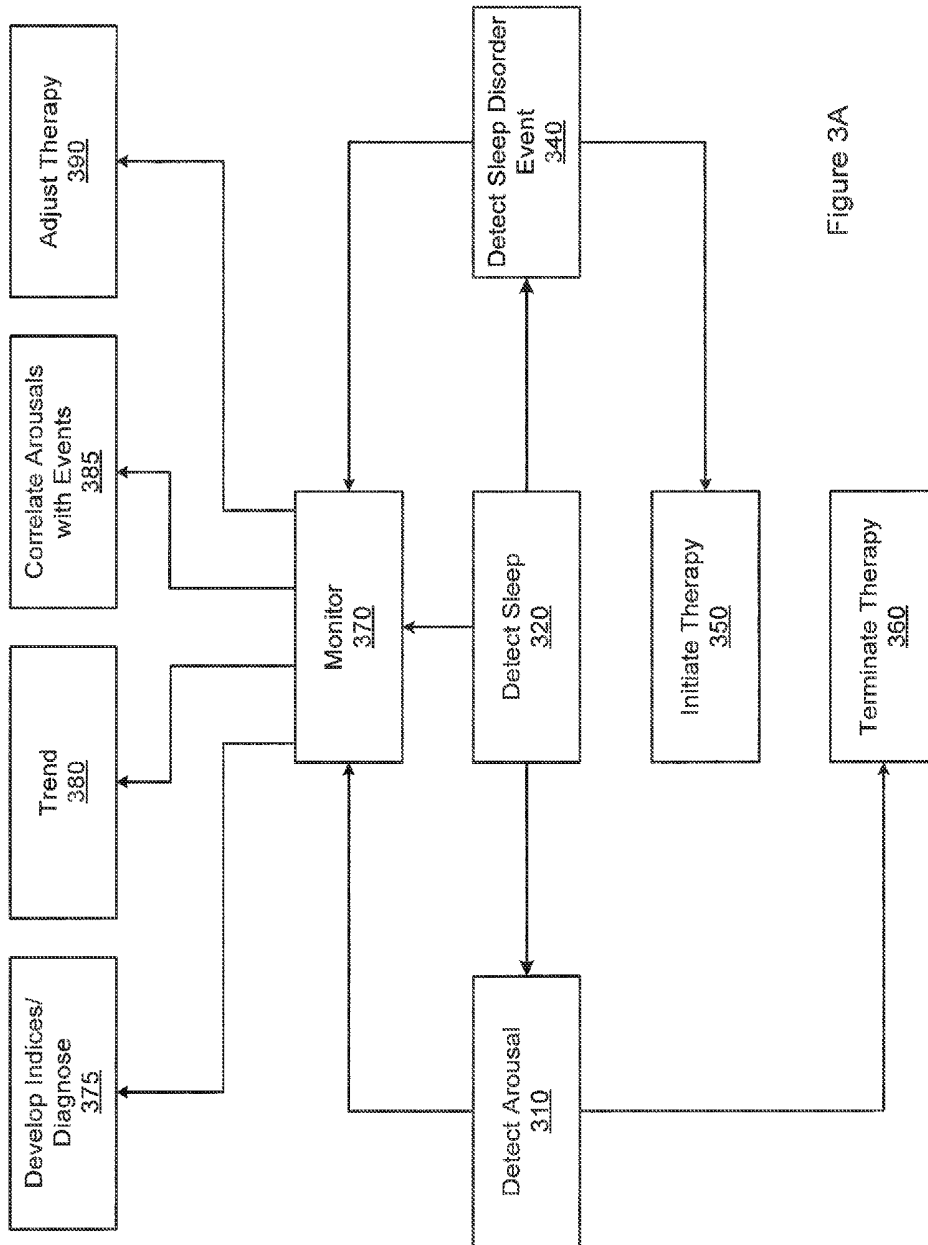 Develop Indices/
Diagnose
375
Trend
380
Correlate Arousals
with Events
385
Adjust Therapy
390
Monitor
370
Detect Arousal
310
Detect Sleep
320
Detect Sleep Disorder
Event
340
Initiate Therapy
350
Terminate Therapy
360
Figure 3A